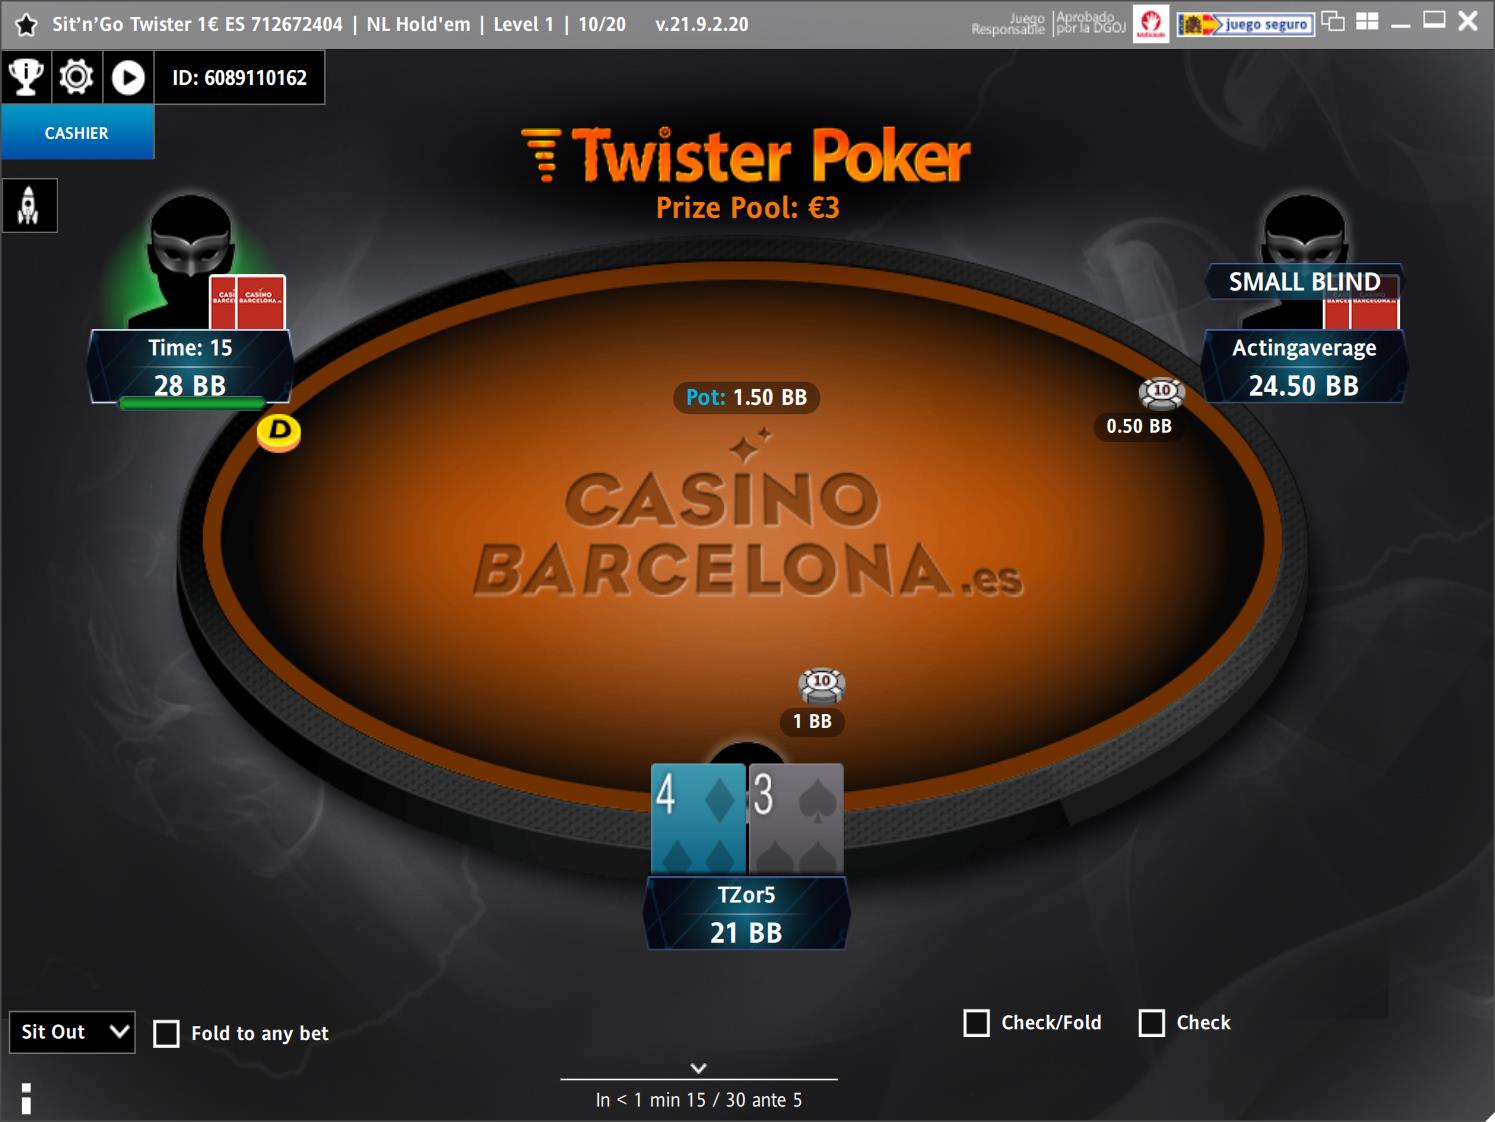 Sit'n'Go Twister 1€ ES 712672404 | NL Hold'em | Level 1 | 10/20 v.21.9.2.20
Juego Responsable
Aprobado por la DGOJ
juego seguro
ID: 6089110162
CASHIER
Twister Poker
Prize Pool: €3
CASINO BARCELONA.es
SMALL BLIND
Time: 15
28 BB
Actingaverage
24.50 BB
D
Pot: 1.50 BB
10
0.50 BB
CASINO
BARCELONA.es
10
1 BB
4
3
TZor5
21 BB
Sit Out
Fold to any bet
Check/Fold
Check
In < 1 min 15 / 30 ante 5